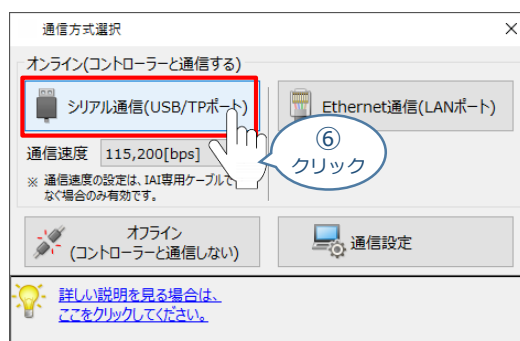 通信方式選択
オンライン(コントローラーと通信する)
シリアル通信(USB/TPポート)
Ethernet通信(LANポート)
通信速度 115,200[bps]
⑥
クリック
※ 通信速度の設定は、IAI専用ケーブルで
なぐ場合のみ有効です。
オフライン
(コントローラーと通信しない)
通信設定
詳しい説明を見る場合は、
ここをクリックしてください。